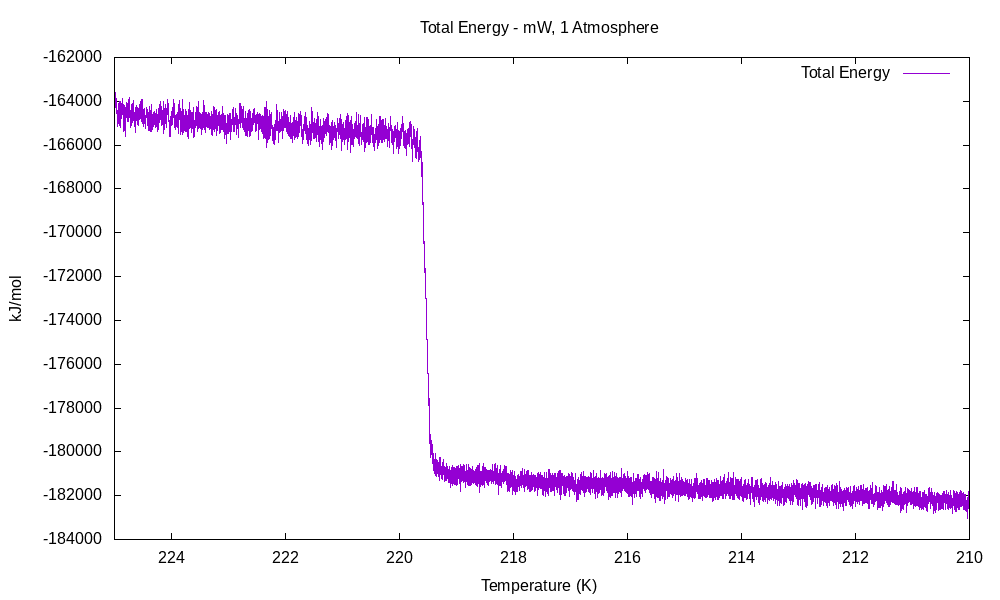 Total Energy - mW, 1 Atmosphere
Total Energy
-162000
-164000
-166000
-168000
-170000
-172000
-174000
-176000
-178000
-180000
-182000
-184000
kJ/mol
224 222 220 218 216 214 212 210
Temperature (K)